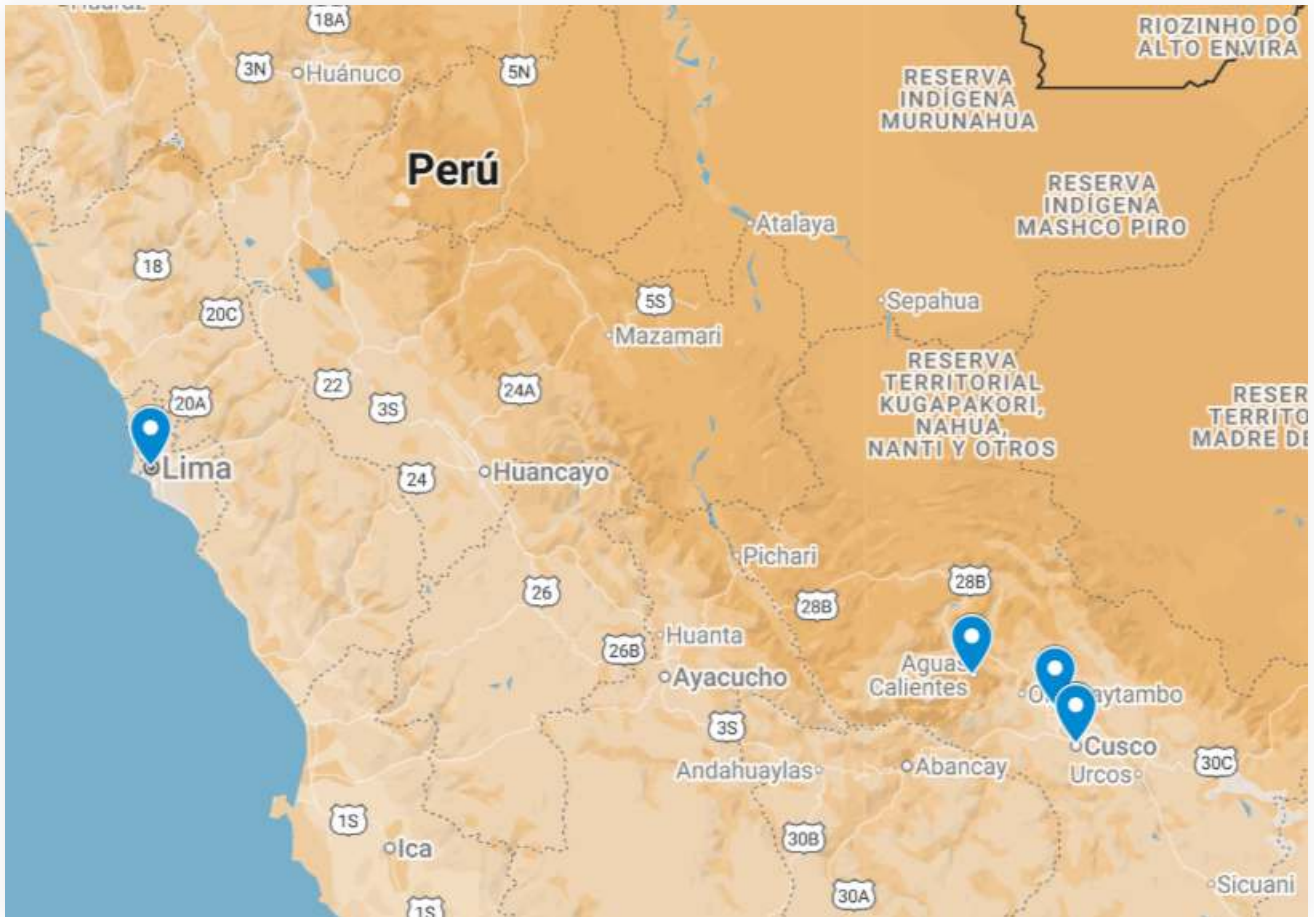 18A
RIOZINHO DO
ALTO ENVIRA
3N
Huánuco
5N
RESERVA
INDÍGENA
MURUNAHUA
Perú
RESERVA
INDÍGENA
MASHCO PIRO
Atalaya
18
5S
Sepahua
20C
Mazamari
RESERVA
TERRITORIAL
KUGAPAKORI,
NAHUA,
NANTI Y OTROS
22
24A
20A
3S
RESER
TERRITO
MADRE DE
Lima
24
Huancayo
Pichari
28B
26
28B
Huanta
26B
Aguas
Calientes
Ayacucho
3S
Cusco
Andahuaylas
Abancay
Urcos
30C
1S
30B
Ica
Sicuani
30A
1S